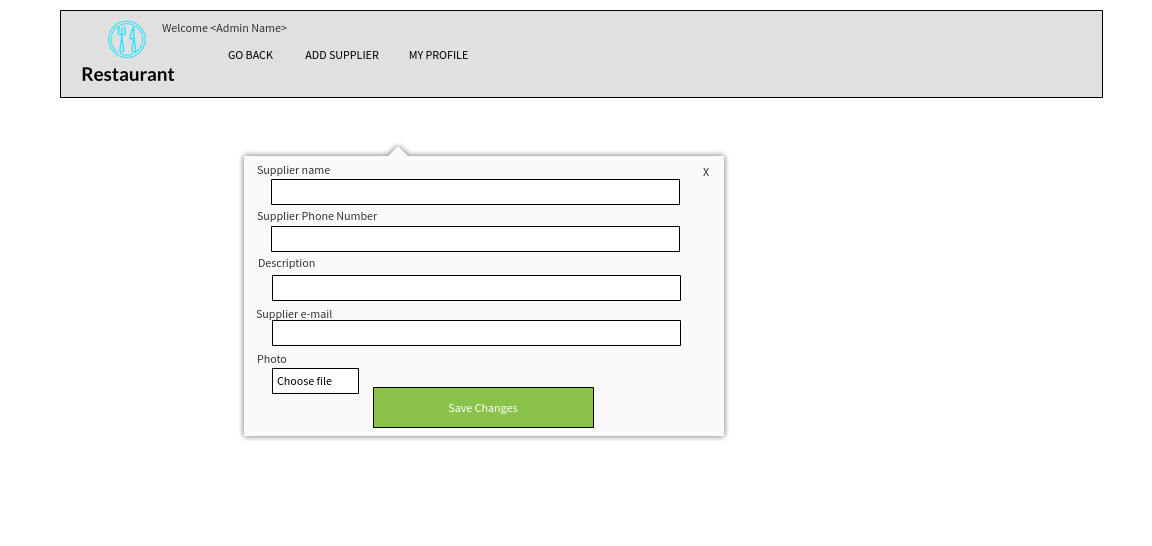 Welcome <Admin Name>
GO BACK ADD SUPPLIER MY PROFILE
Restaurant
Supplier name
X
Supplier Phone Number
Description
Supplier e-mail
Photo
Choose file
Save Changes